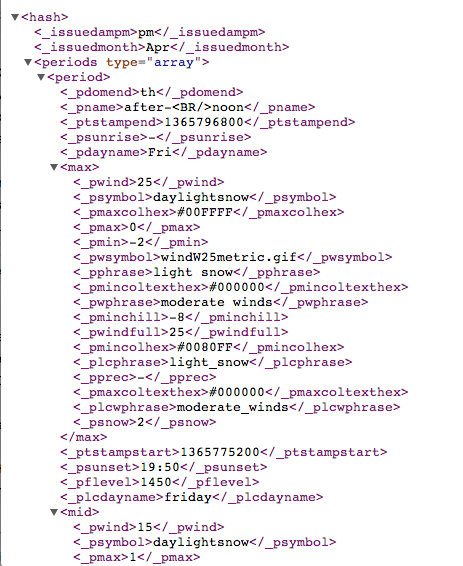 ▼<hash>
<_issuedampm>pm</_issuedampm>
<_issuedmonth>Apr</_issuedmonth>
▼<periods type="array">
▼<period>
<_pdomend>th</_pdomend>
<_pname>after-<BR/>noon</_pname>
<_ptstampend>1365796800</_ptstampend>
<_psunrise>-</_psunrise>
<_pdayname>Fri</_pdayname>
▼<max>
<_pwind>25</_pwind>
<_psymbol>daylightsnow</_psymbol>
<_pmaxcolhex>#00FFFF</_pmaxcolhex>
<_pmax>0</_pmax>
<_pmin>-2</_pmin>
<_pwsymbol>windW25metric.gif</_pwsymbol>
<_pphrase>light snow</_pphrase>
<_pmincoltexthex>#000000</_pmincoltexthex>
<_pwphrase>moderate winds</_pwphrase>
<_pminchill>-8</_pminchill>
<_pwindfull>25</_pwindfull>
<_pmincolhex>#0080FF</_pmincolhex>
<_plcphrase>light_snow</_plcphrase>
<_pprec>-</_pprec>
<_pmaxcoltexthex>#000000</_pmaxcoltexthex>
<_plcwphrase>moderate_winds</_plcwphrase>
<_psnow>2</_psnow>
</max>
<_ptstampstart>1365775200</_ptstampstart>
<_psunset>19:50</_psunset>
<_pflevel>1450</_pflevel>
<_plcdayname>friday</_plcdayname>
▼<mid>
<_pwind>15</_pwind>
<_psymbol>daylightsnow</_psymbol>
<_pmax>1</_pmax>